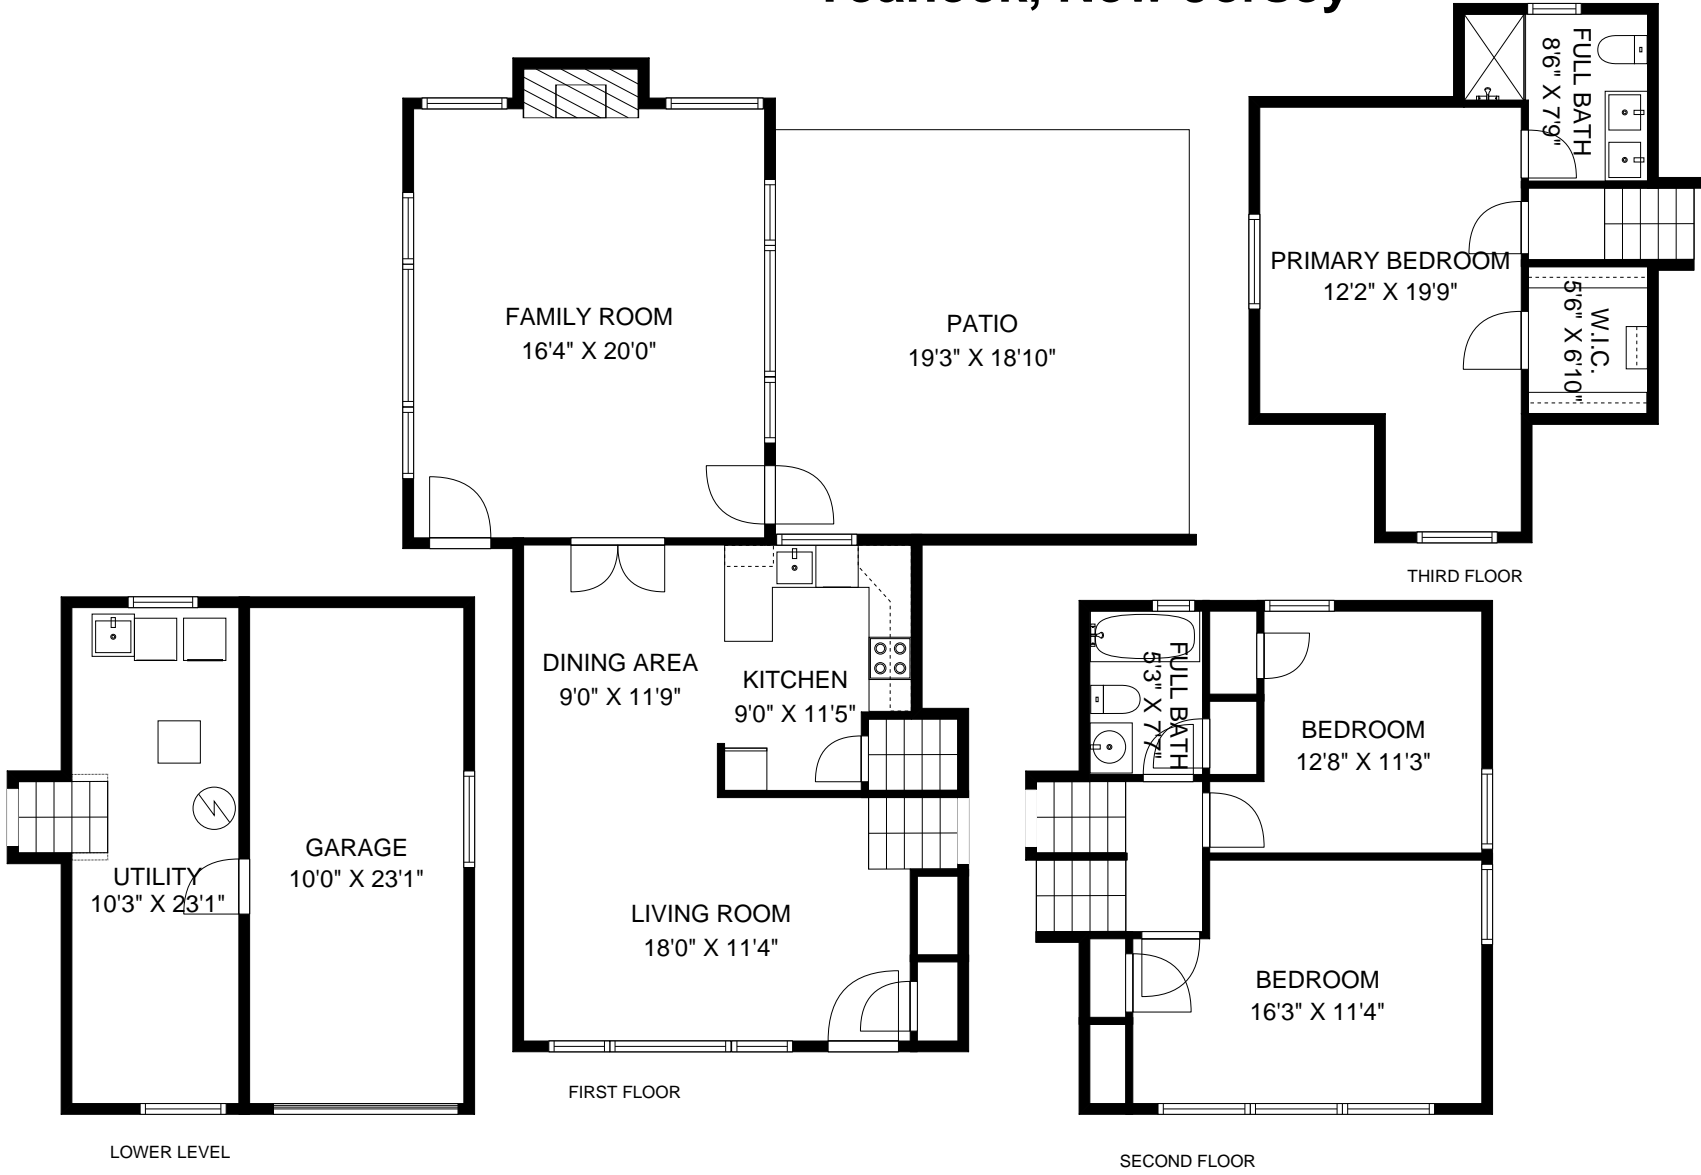 Teaneck, New Jersey
FULL BATH
8'6" X 7'9"
PRIMARY BEDROOM
12'2" X 19'9"
W.I.C.
5'6" X 6'10"
THIRD FLOOR
FAMILY ROOM
16'4" X 20'0"
PATIO
19'3" X 18'10"
DINING AREA
9'0" X 11'9"
KITCHEN
9'0" X 11'5"
LIVING ROOM
18'0" X 11'4"
FIRST FLOOR
UTILITY
10'3" X 23'1"
GARAGE
10'0" X 23'1"
LOWER LEVEL
FULL BATH
5'3" X 7'7"
BEDROOM
12'8" X 11'3"
BEDROOM
16'3" X 11'4"
SECOND FLOOR